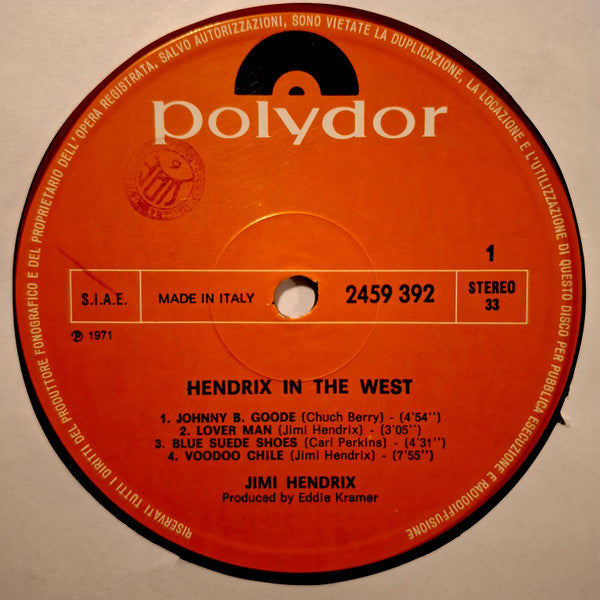 RISERVATI TUTTI I DIRITTI DEL PRODUTTORE FONOGRAFICO E DEL PROPRIETARIO DELL'OPERA REGISTRATA, SALVO AUTORIZZAZIONI, SONO VIETATE LA DUPLICAZIONE, LA LOCAZIONE E L'UTILIZZAZIONE DI QUESTO DISCO PER PUBBLICA ESECUZIONE E RADIODIFFUSIONE
polydor
1
S.I.A.E.
MADE IN ITALY
2459 392
STEREO
33
℗ 1971
HENDRIX IN THE WEST
1. JOHNNY B. GOODE (Chuch Berry) - (4'54'')
2. LOVER MAN (Jimi Hendrix) - (3'05'')
3. BLUE SUEDE SHOES (Carl Perkins) - (4'31'')
4. VOODOO CHILE (Jimi Hendrix) - (7'55'')
JIMI HENDRIX
Produced by Eddie Kramer